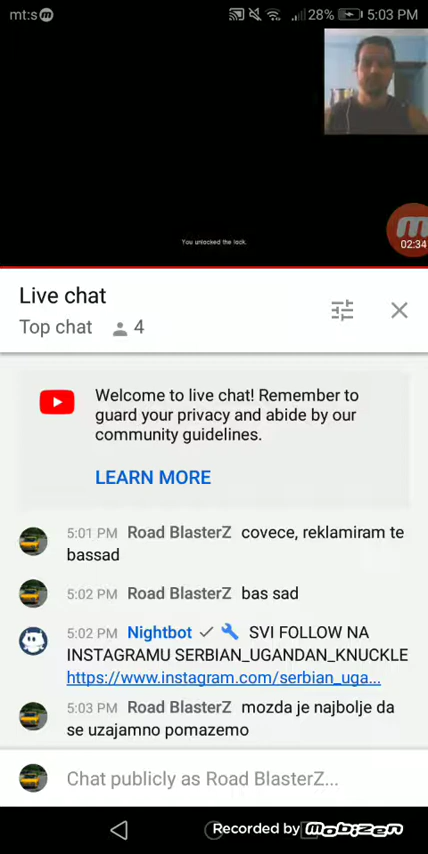 mt:s m 28% 5:03 PM
You unlocked the lock.
02:34
Live chat
Top chat 4
Welcome to live chat! Remember to
guard your privacy and abide by our
community guidelines.
LEARN MORE
5:01 PM Road BlasterZ covece, reklamiram te
bassad
5:02 PM Road BlasterZ bas sad
5:02 PM Nightbot SVI FOLLOW NA
INSTAGRAMU SERBIAN_UGANDAN_KNUCKLE
https://www.instagram.com/serbian_uga...
5:03 PM Road BlasterZ mozda je najbolje da
se uzajamno pomazemo
Chat publicly as Road BlasterZ...
Recorded by mobizen